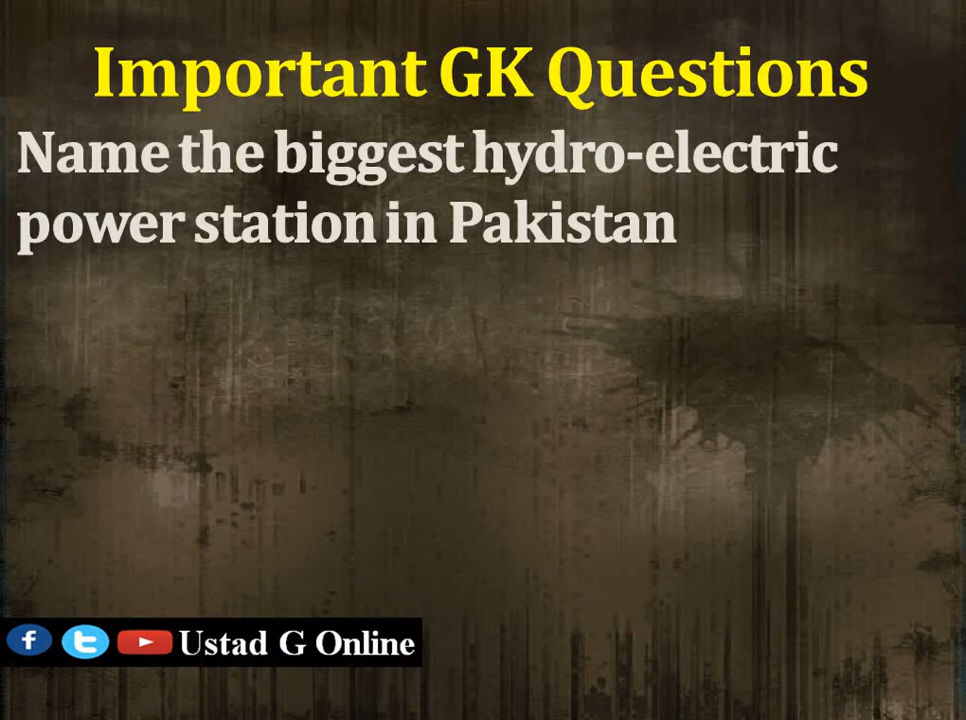 Important GK Questions
Name the biggest hydro-electric
power station in Pakistan
Ustad G Online